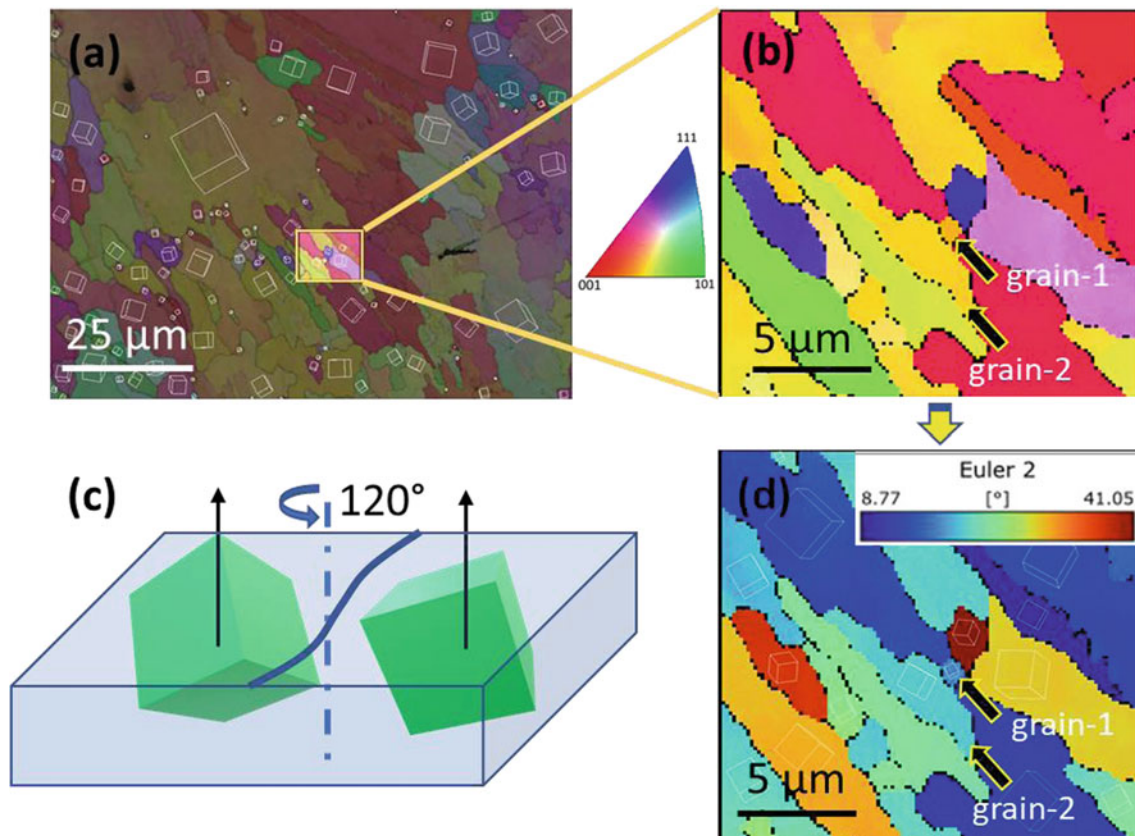 (a)
25 µm
111
001
101
(b)
grain-1
5 µm
grain-2
(c)
120°
(d)
Euler 2
8.77 [°] 41.05
grain-1
5 µm
grain-2